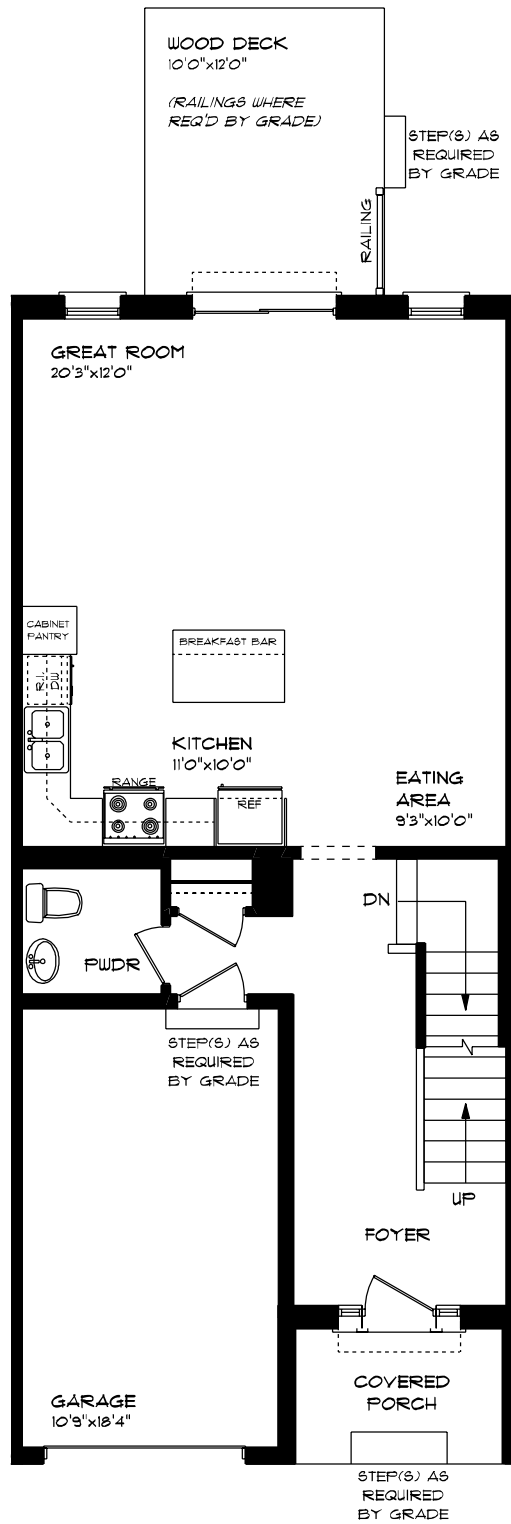 WOOD DECK
10'0"x12'0"
(RAILINGS WHERE
REQ'D BY GRADE)
STEP(S) AS
REQUIRED
BY GRADE
RAILING
GREAT ROOM
20'3"x12'0"
CABINET
PANTRY
BREAKFAST BAR
R.I.
DW
KITCHEN
11'0"x10'0"
RANGE
REF
EATING
AREA
9'3"x10'0"
DN
PWDR
STEP(S) AS
REQUIRED
BY GRADE
UP
FOYER
GARAGE
10'9"x18'4"
COVERED
PORCH
STEP(S) AS
REQUIRED
BY GRADE